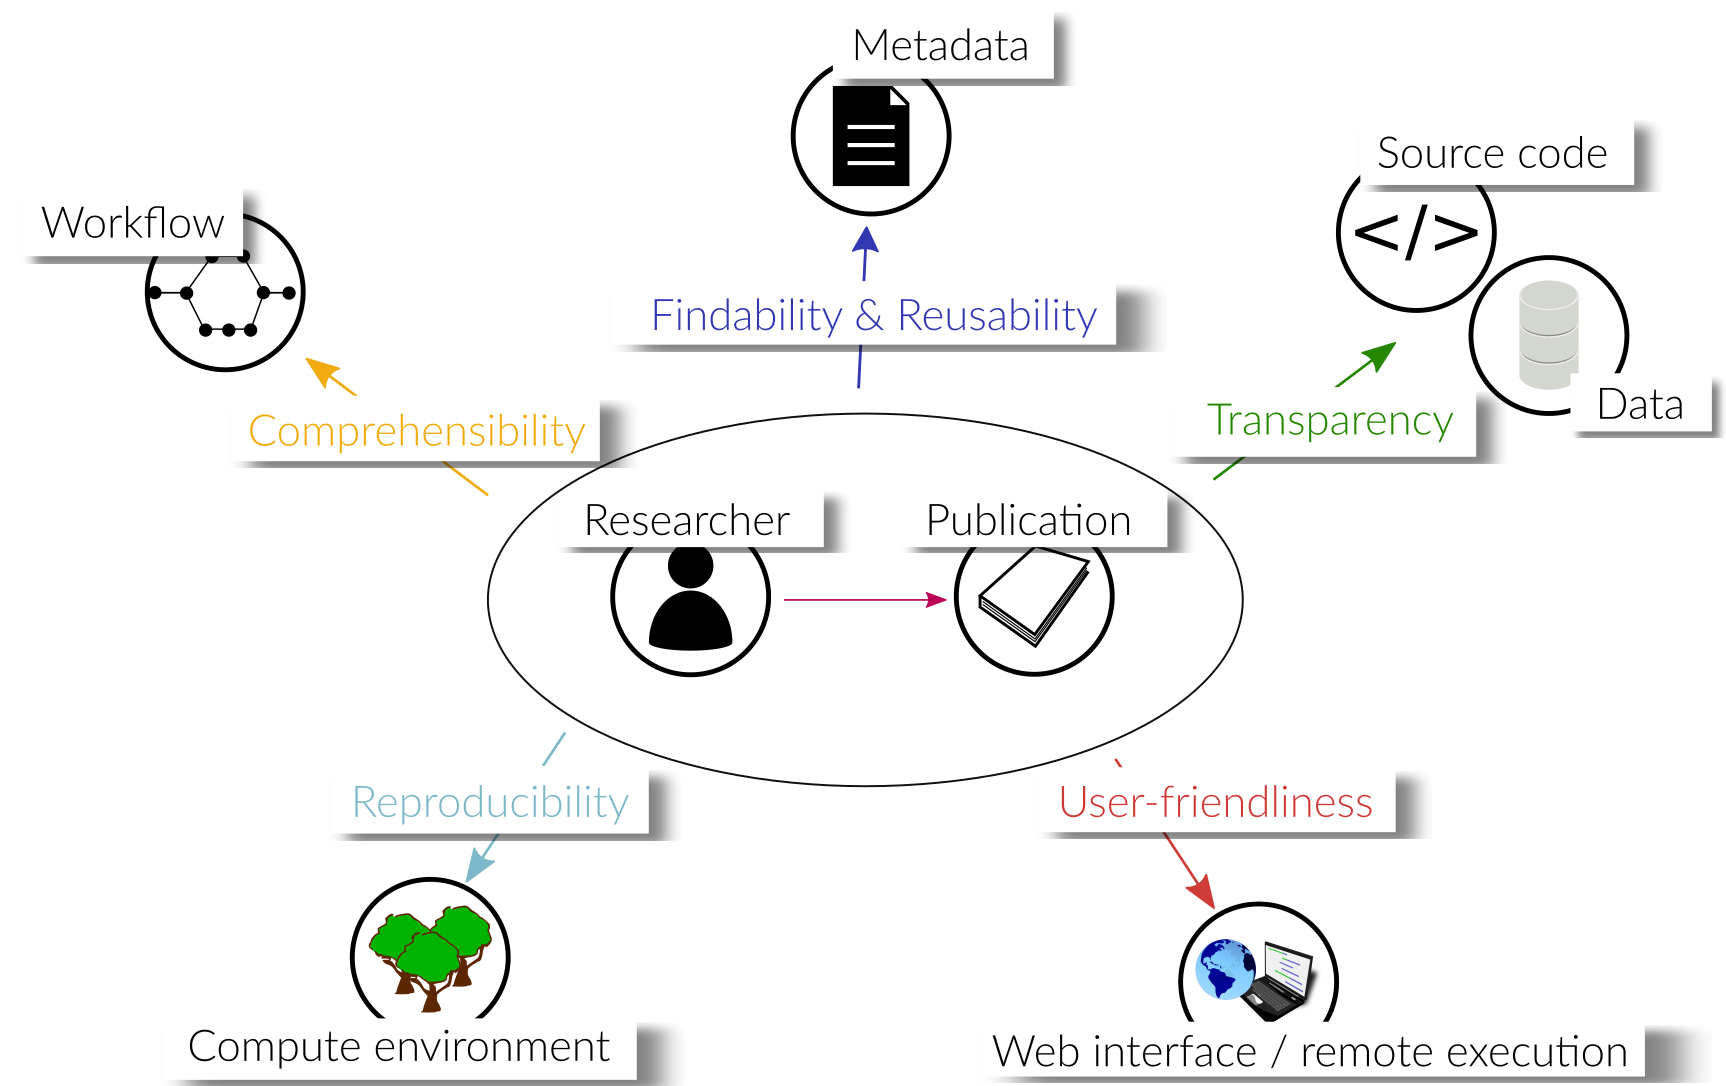 Metadata
Source code
</>
Workflow
Findability & Reusability
Data
Comprehensibility
Transparency
Researcher
Publication
Reproducibility
User-friendliness
Compute environment
Web interface / remote execution